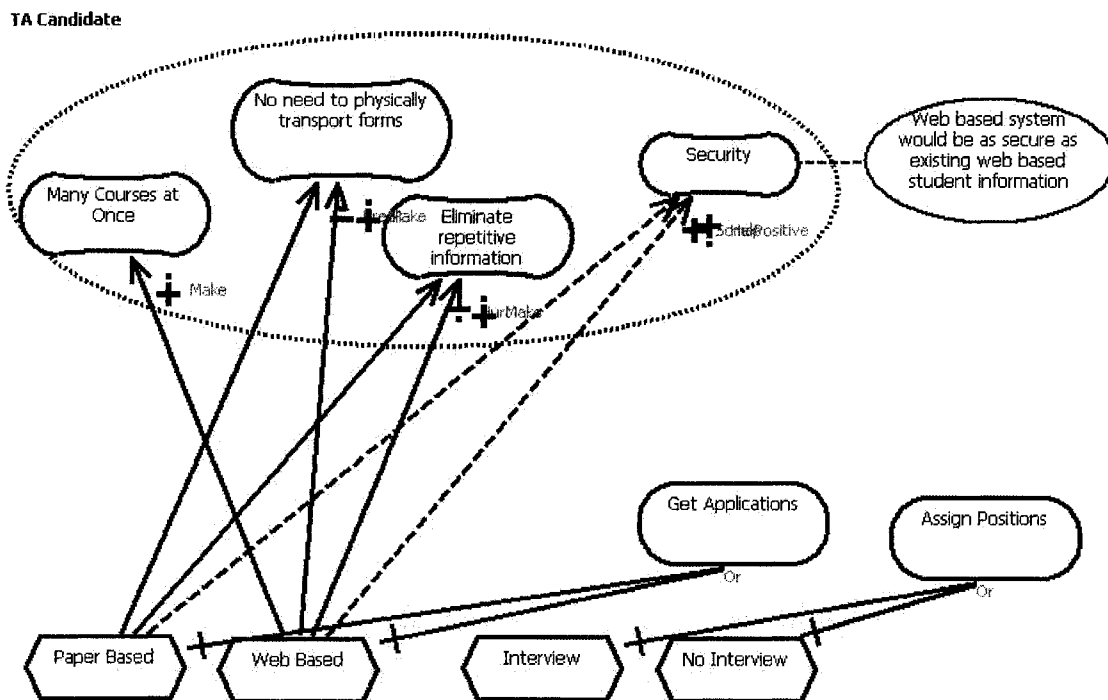 TA Candidate
No need to physically
transport forms
Web based system
would be as secure as
existing web based
student information
Security
Many Courses at
Once
Eliminate
repetitive
information
Make
Make
Make
Get Applications
Assign Positions
Or
Or
Paper Based
Web Based
Interview
No Interview